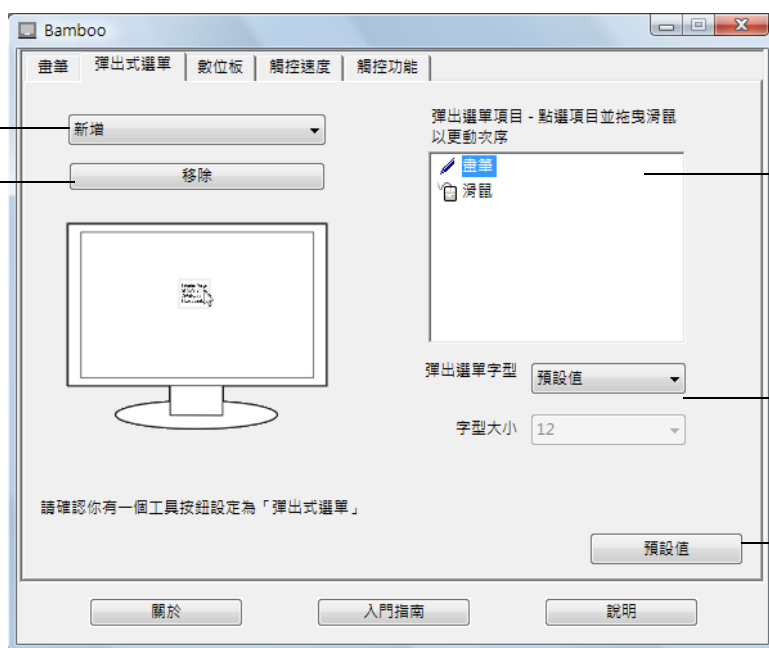 Bamboo
畫筆 彈出式選單 數位板 觸控速度 觸控功能
新增
移除
彈出選單項目 - 點選項目並拖曳滑鼠
以更動次序
畫筆
滑鼠
彈出選單字型 預設值
字型大小 12
請確認你有一個工具按鈕設定為「彈出式選單」
預設值
關於 入門指南 說明